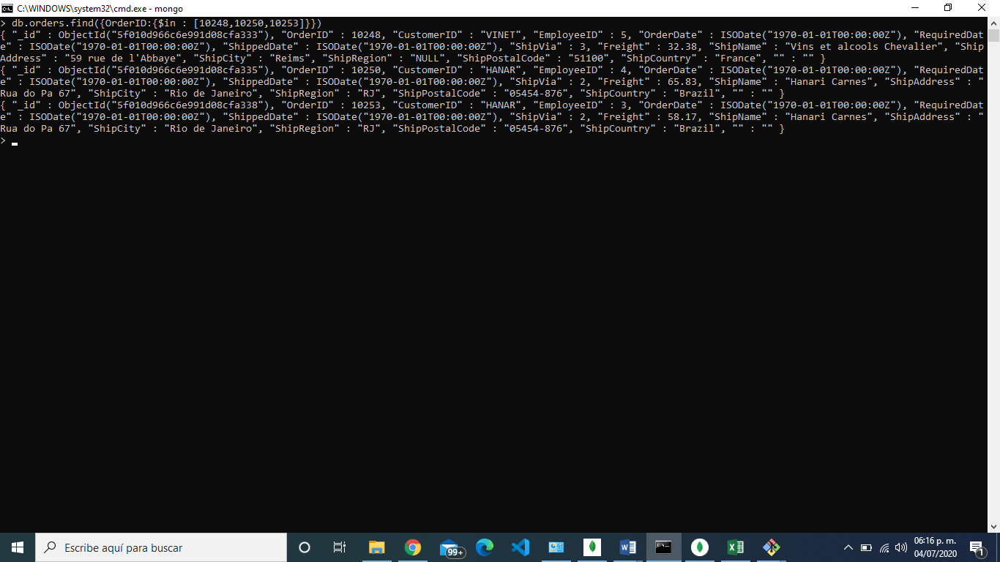 C:\WINDOWS\system32\cmd.exe - mongo
> db.orders.find({OrderID:{$in : [10248,10250,10253]}})
{ "_id" : ObjectId("5f010d966c6e991d08cfa333"), "OrderID" : 10248, "CustomerID" : "VINET", "EmployeeID" : 5, "OrderDate" : ISODate("1970-01-01T00:00:00Z"), "RequiredDat
e" : ISODate("1970-01-01T00:00:00Z"), "ShippedDate" : ISODate("1970-01-01T00:00:00Z"), "ShipVia" : 3, "Freight" : 32.38, "ShipName" : "Vins et alcools Chevalier", "Ship
Address" : "59 rue de l'Abbaye", "ShipCity" : "Reims", "ShipRegion" : "NULL", "ShipPostalCode" : "51100", "ShipCountry" : "France", "" : "" }
{ "_id" : ObjectId("5f010d966c6e991d08cfa335"), "OrderID" : 10250, "CustomerID" : "HANAR", "EmployeeID" : 4, "OrderDate" : ISODate("1970-01-01T00:00:00Z"), "RequiredDat
e" : ISODate("1970-01-01T00:00:00Z"), "ShippedDate" : ISODate("1970-01-01T00:00:00Z"), "ShipVia" : 2, "Freight" : 65.83, "ShipName" : "Hanari Carnes", "ShipAddress" : "
Rua do Pa 67", "ShipCity" : "Rio de Janeiro", "ShipRegion" : "RJ", "ShipPostalCode" : "05454-876", "ShipCountry" : "Brazil", "" : "" }
{ "_id" : ObjectId("5f010d966c6e991d08cfa338"), "OrderID" : 10253, "CustomerID" : "HANAR", "EmployeeID" : 3, "OrderDate" : ISODate("1970-01-01T00:00:00Z"), "RequiredDat
e" : ISODate("1970-01-01T00:00:00Z"), "ShippedDate" : ISODate("1970-01-01T00:00:00Z"), "ShipVia" : 2, "Freight" : 58.17, "ShipName" : "Hanari Carnes", "ShipAddress" : "
Rua do Pa 67", "ShipCity" : "Rio de Janeiro", "ShipRegion" : "RJ", "ShipPostalCode" : "05454-876", "ShipCountry" : "Brazil", "" : "" }
>
Escribe aquí para buscar
99+
06:16 p. m.
04/07/2020
1